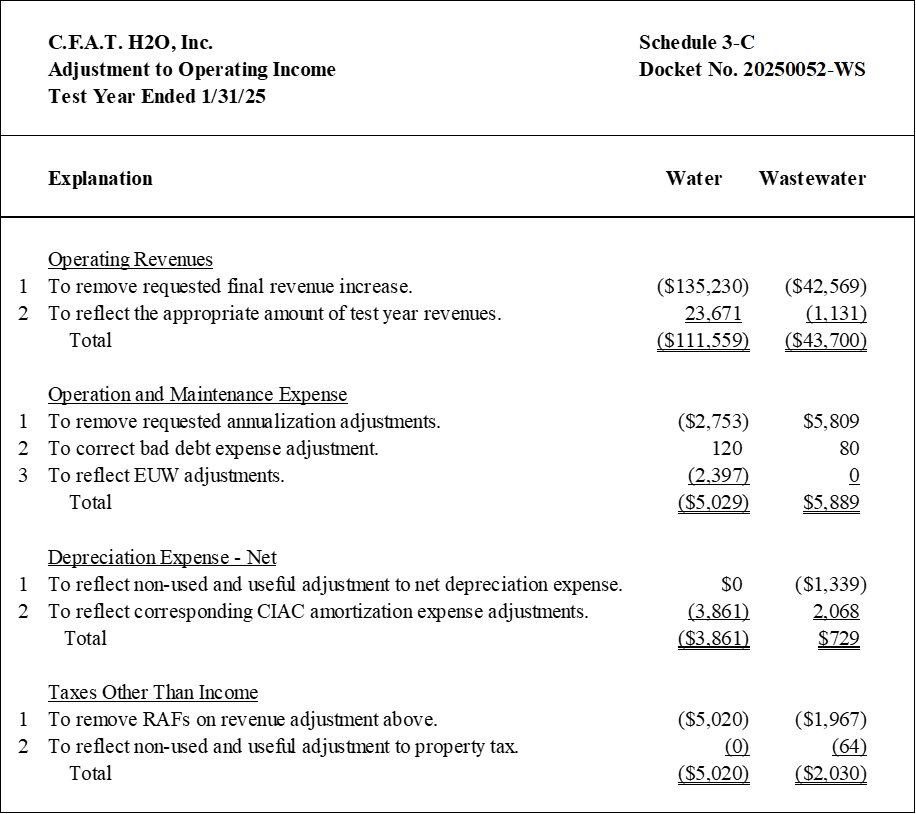 C.F.A.T. H2O, Inc. Schedule 3-C
Adjustment to Operating Income Docket No. 20250052-WS
Test Year Ended 1/31/25
Explanation Water Wastewater
Operating Revenues
1 To remove requested final revenue increase. ($135,230) ($42,569)
2 To reflect the appropriate amount of test year revenues. 23,671 (1,131)
Total ($111,559) ($43,700)
Operation and Maintenance Expense
1 To remove requested annualization adjustments. ($2,753) $5,809
2 To correct bad debt expense adjustment. 120 80
3 To reflect EUW adjustments. (2,397) 0
Total ($5,029) $5,889
Depreciation Expense - Net
1 To reflect non-used and useful adjustment to net depreciation expense. $0 ($1,339)
2 To reflect corresponding CIAC amortization expense adjustments. (3,861) 2,068
Total ($3,861) $729
Taxes Other Than Income
1 To remove RAFs on revenue adjustment above. ($5,020) ($1,967)
2 To reflect non-used and useful adjustment to property tax. (0) (64)
Total ($5,020) ($2,030)